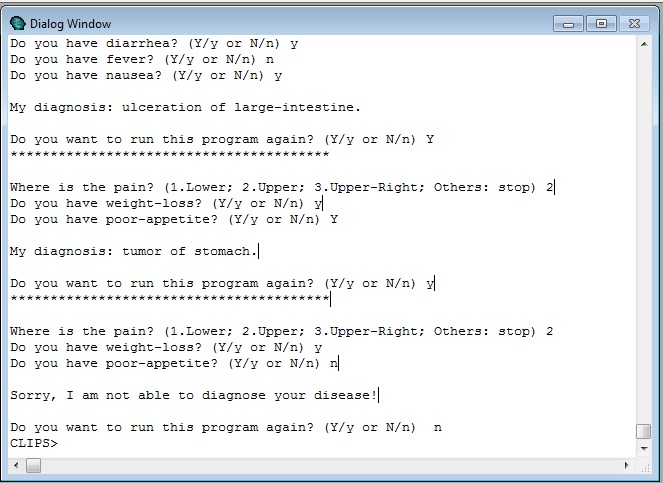 Dialog Window
Do you have diarrhea? (Y/y or N/n) y
Do you have fever? (Y/y or N/n) n
Do you have nausea? (Y/y or N/n) y
My diagnosis: ulceration of large-intestine.
Do you want to run this program again? (Y/y or N/n) Y
****************************************
Where is the pain? (1.Lower; 2.Upper; 3.Upper-Right; Others: stop) 2
Do you have weight-loss? (Y/y or N/n) y
Do you have poor-appetite? (Y/y or N/n) Y
My diagnosis: tumor of stomach.
Do you want to run this program again? (Y/y or N/n) y
****************************************
Where is the pain? (1.Lower; 2.Upper; 3.Upper-Right; Others: stop) 2
Do you have weight-loss? (Y/y or N/n) y
Do you have poor-appetite? (Y/y or N/n) n
Sorry, I am not able to diagnose your disease!
Do you want to run this program again? (Y/y or N/n)  n
CLIPS>